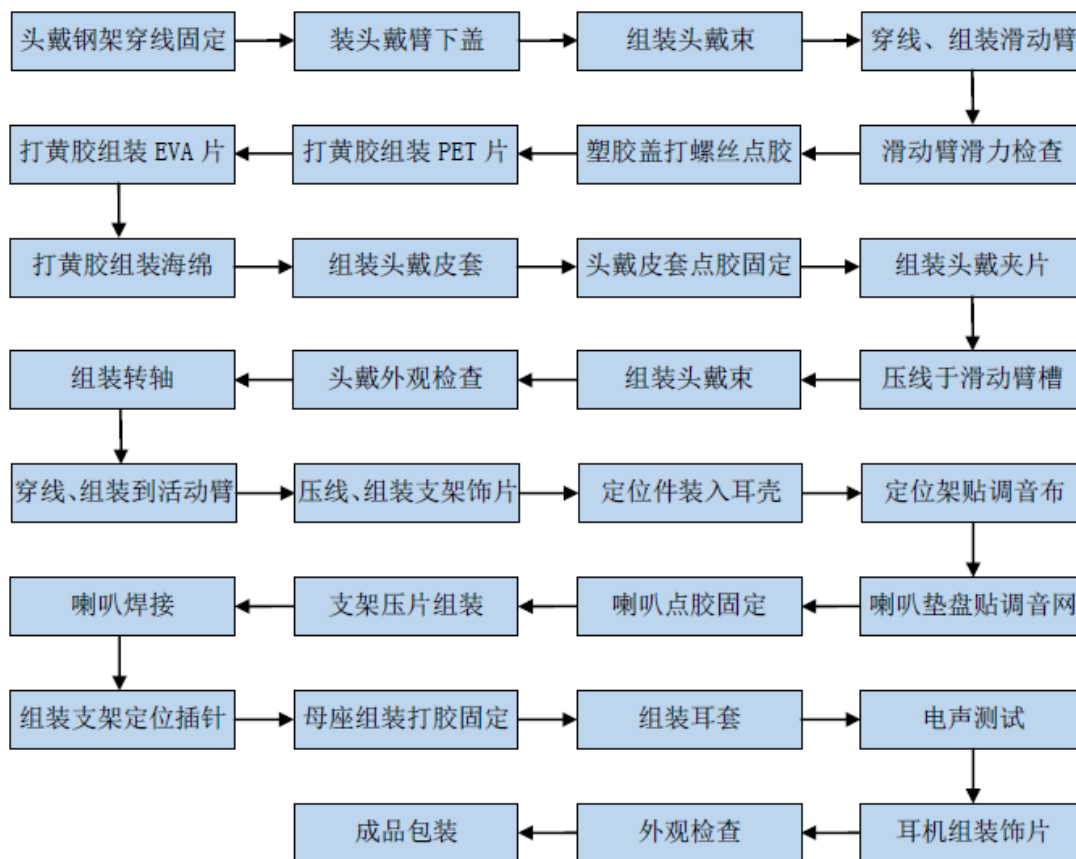 头戴钢架穿线固定
装头戴臂下盖
组装头戴束
穿线、组装滑动臂
打黄胶组装 EVA 片
打黄胶组装 PET 片
塑胶盖打螺丝点胶
滑动臂滑力检查
打黄胶组装海绵
组装头戴皮套
头戴皮套点胶固定
组装头戴夹片
组装转轴
头戴外观检查
组装头戴束
压线于滑动臂槽
穿线、组装到活动臂
压线、组装支架饰片
定位件装入耳壳
定位架贴调音布
喇叭焊接
支架压片组装
喇叭点胶固定
喇叭垫盘贴调音网
组装支架定位插针
母座组装打胶固定
组装耳套
电声测试
成品包装
外观检查
耳机组装饰片